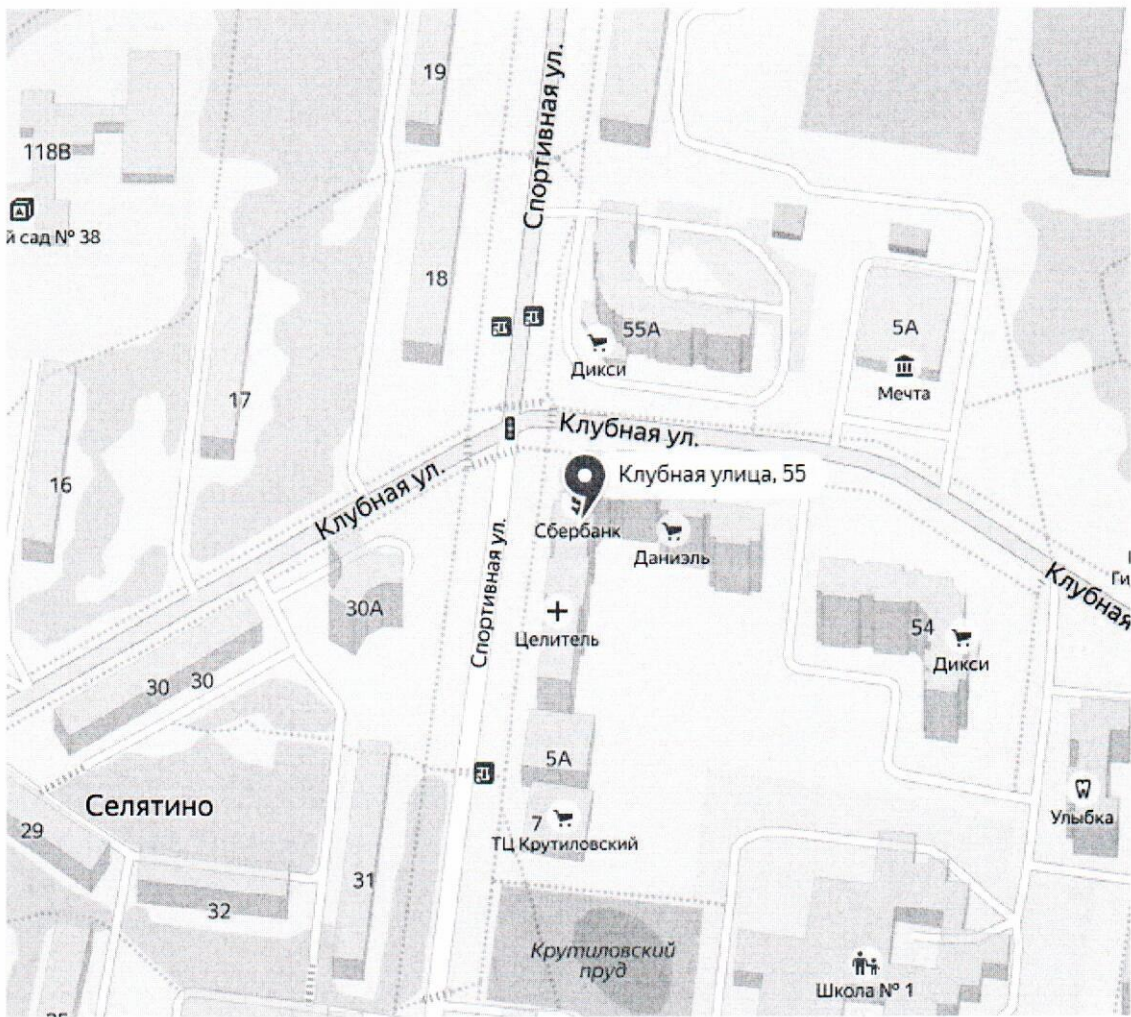 19
118В
Спортивная ул.
й сад № 38
18
55А
Дикси
5А
Мечта
17
Клубная ул.
16
Клубная ул.
Клубная улица, 55
Сбербанк
Даниэль
Спортивная ул.
30А
Целитель
Клубная
54
Дикси
30
30
5А
Селятино
7
ТЦ Крутиловский
Улыбка
29
31
32
Крутиловский
пруд
Школа № 1